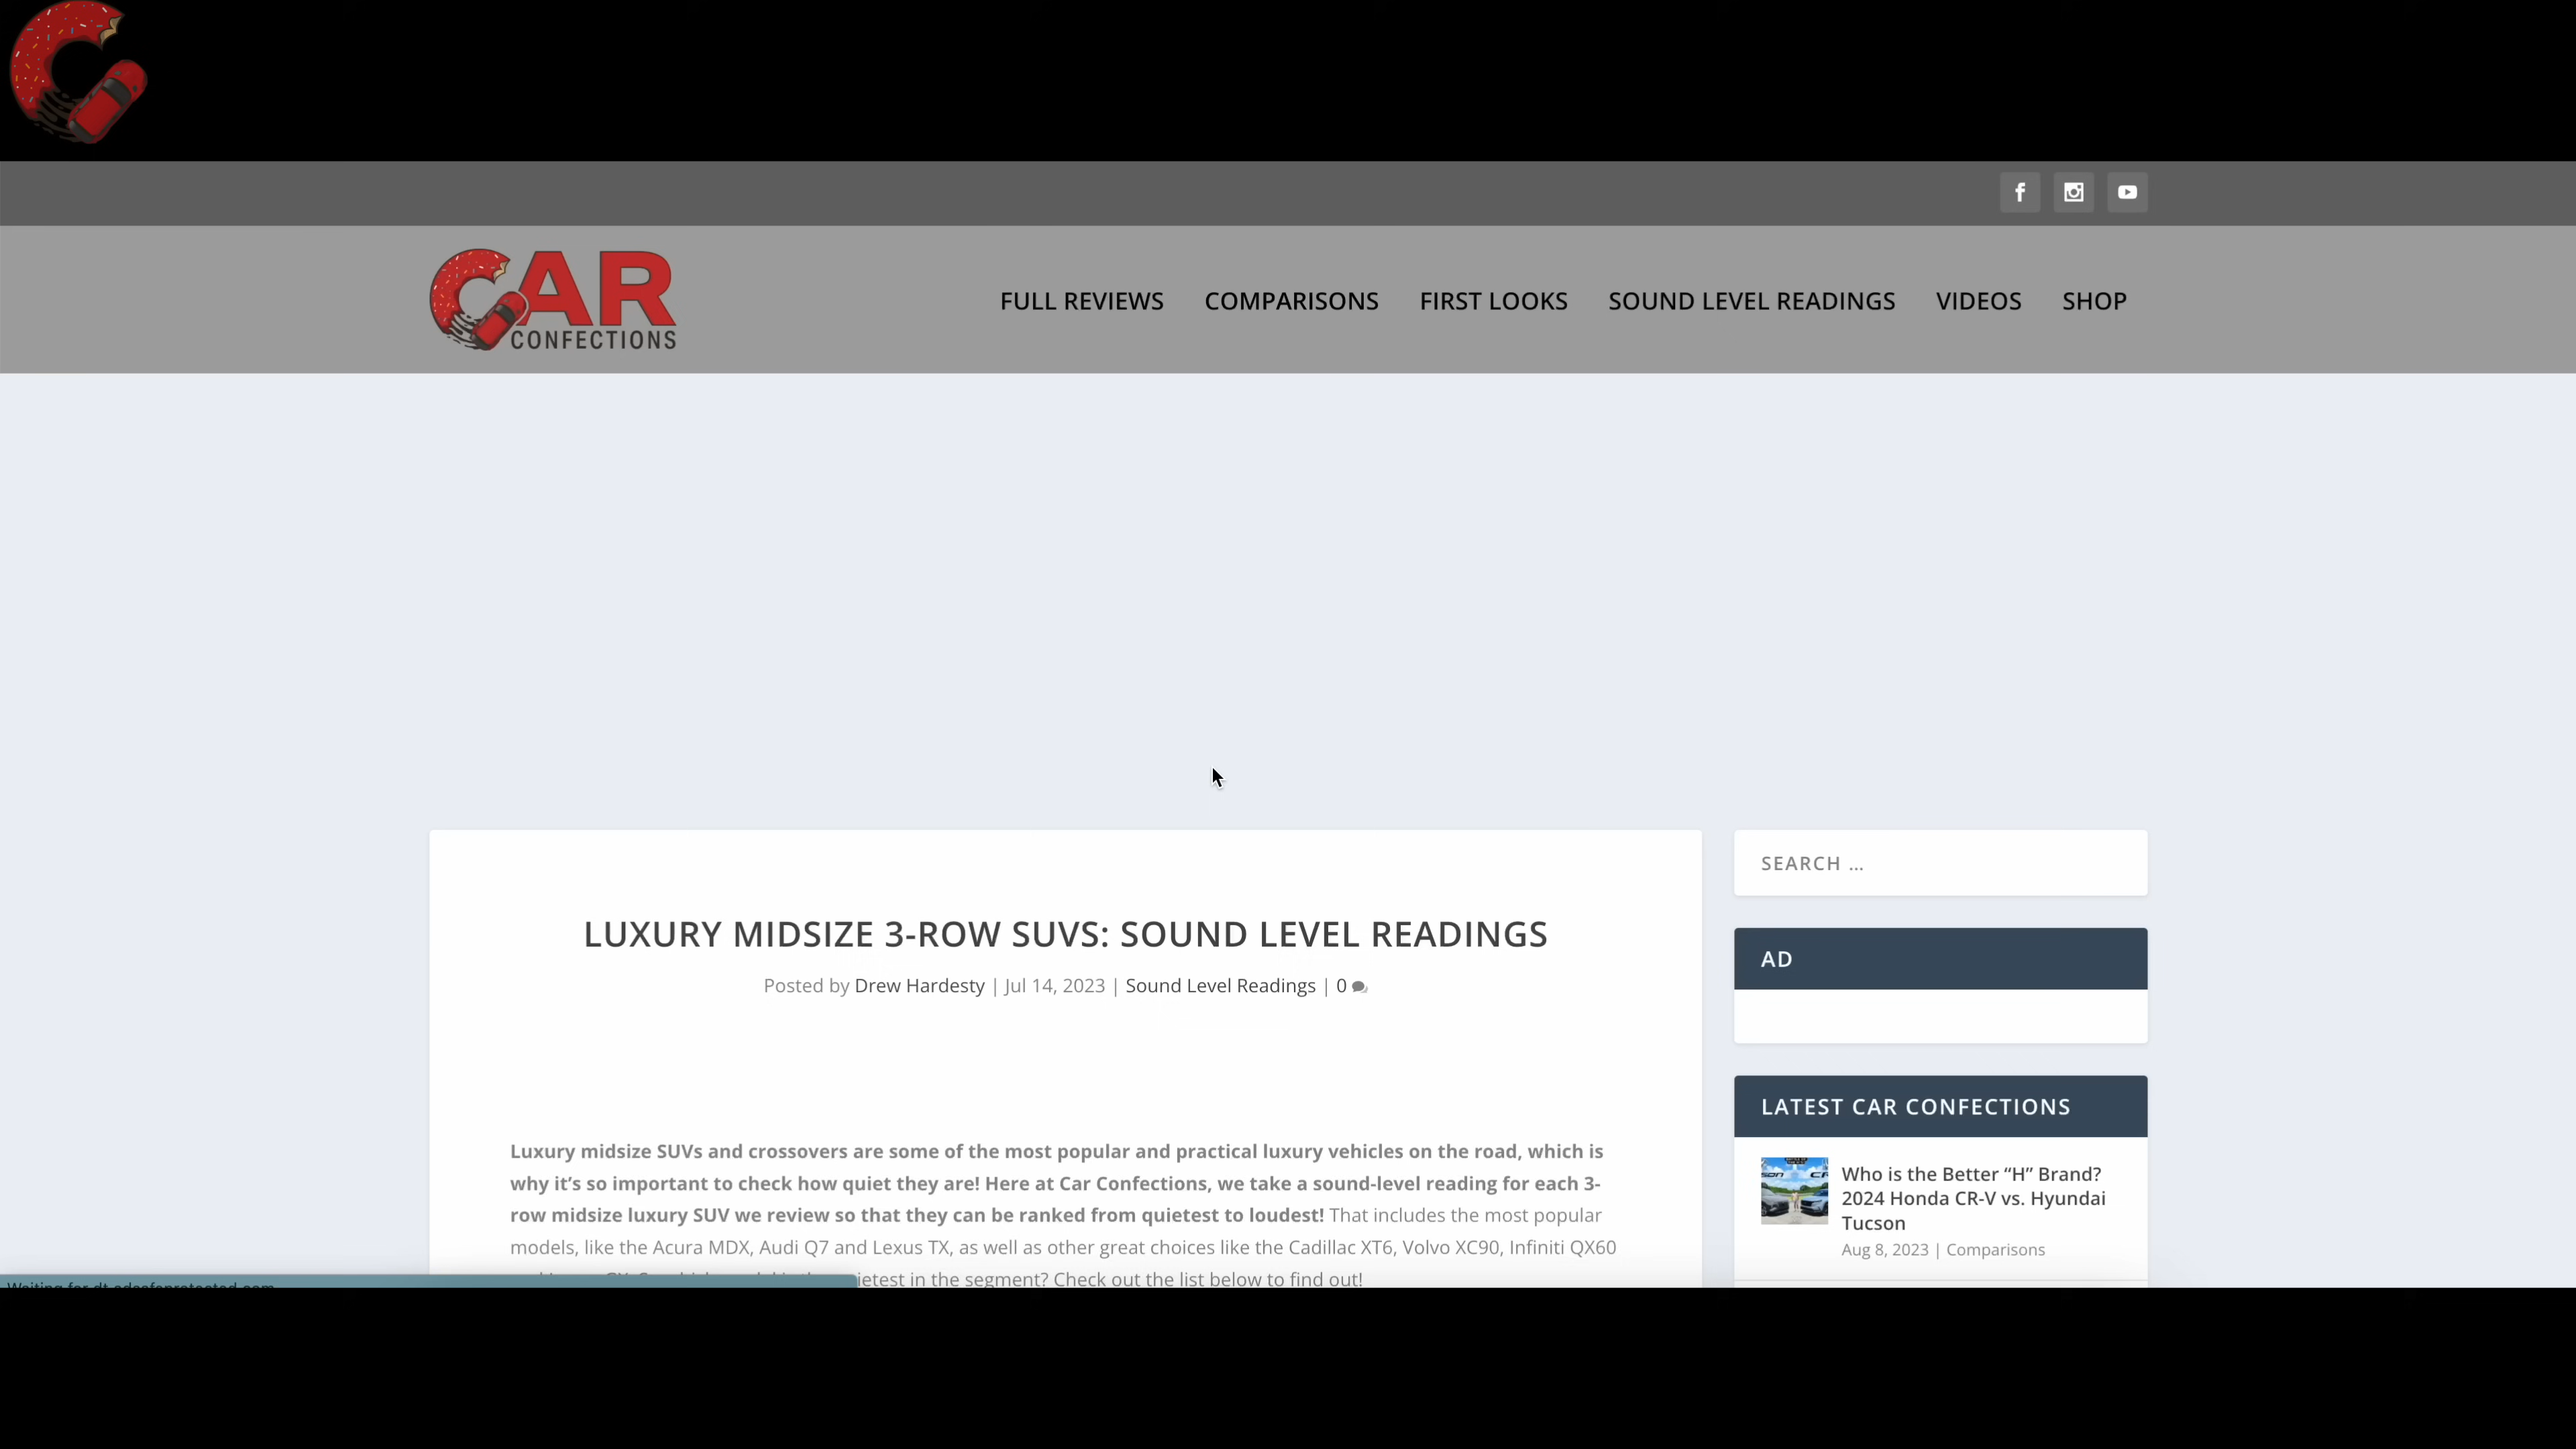 CAR
CONFECTIONS
FULL REVIEWS COMPARISONS FIRST LOOKS SOUND LEVEL READINGS VIDEOS SHOP
LUXURY MIDSIZE 3-ROW SUVS: SOUND LEVEL READINGS
Posted by Drew Hardesty | Jul 14, 2023 | Sound Level Readings | 0
Luxury midsize SUVs and crossovers are some of the most popular and practical luxury vehicles on the road, which is
why it’s so important to check how quiet they are! Here at Car Confections, we take a sound-level reading for each 3-
row midsize luxury SUV we review so that they can be ranked from quietest to loudest! That includes the most popular
models, like the Acura MDX, Audi Q7 and Lexus TX, as well as other great choices like the Cadillac XT6, Volvo XC90, Infiniti QX60
in the segment? Check out the list below to find out!
SEARCH …
AD
LATEST CAR CONFECTIONS
Who is the Better “H” Brand?
2024 Honda CR-V vs. Hyundai
Tucson
Aug 8, 2023 | Comparisons